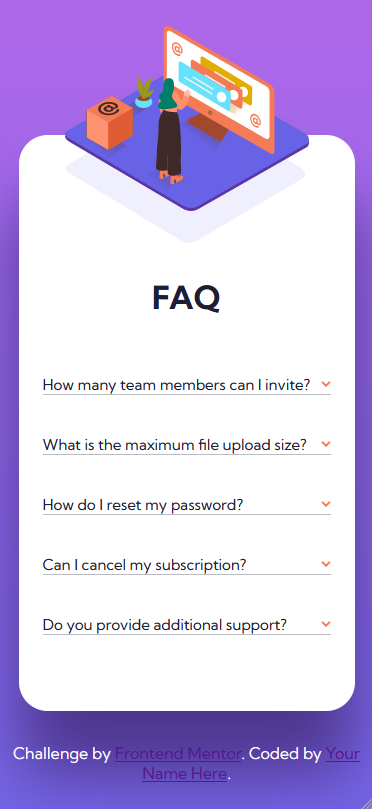 FAQ
How many team members can I invite?
What is the maximum file upload size?
How do I reset my password?
Can I cancel my subscription?
Do you provide additional support?
Challenge by Frontend Mentor. Coded by Your
Name Here.